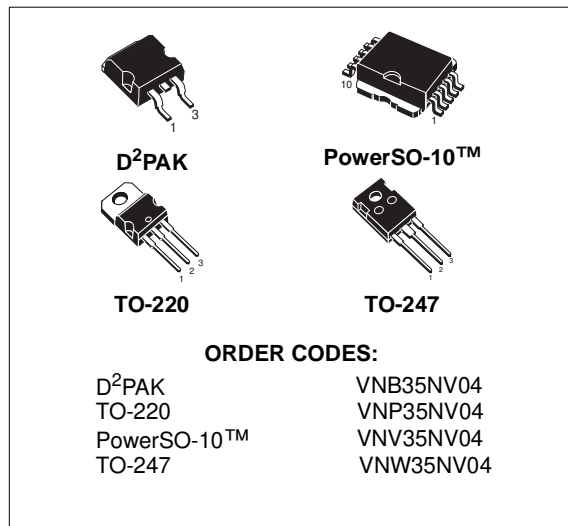 10
1
3
1
D²PAK
PowerSO-10™
1
2
3
1
2
3
TO-220
TO-247
ORDER CODES:
D²PAK VNB35NV04
TO-220 VNP35NV04
PowerSO-10™ VNV35NV04
TO-247 VNW35NV04